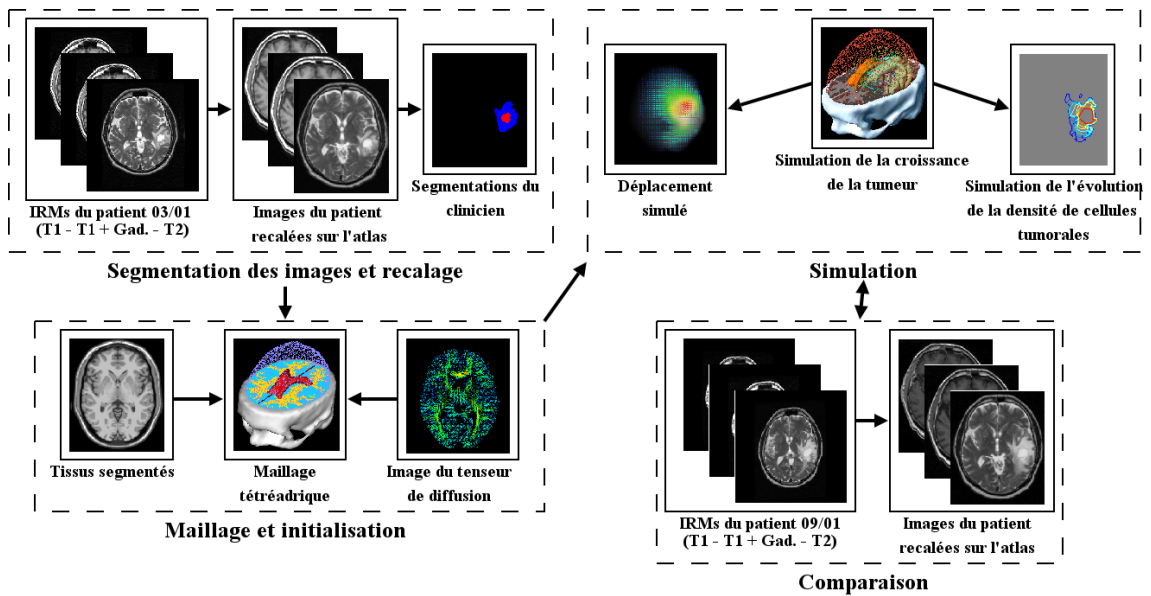 IRMs du patient 03/01
(T1 - T1 + Gad. - T2)
Images du patient
recalées sur l'atlas
Segmentations du
clinicien
Segmentation des images et recalage
Déplacement
simulé
Simulation de la croissance
de la tumeur
Simulation de l'évolution
de la densité de cellules
tumorales
Simulation
Tissus segmentés
Maillage
tétréadrique
Image du tenseur
de diffusion
Maillage et initialisation
IRMs du patient 09/01
(T1 - T1 + Gad. - T2)
Images du patient
recalées sur l'atlas
Comparaison